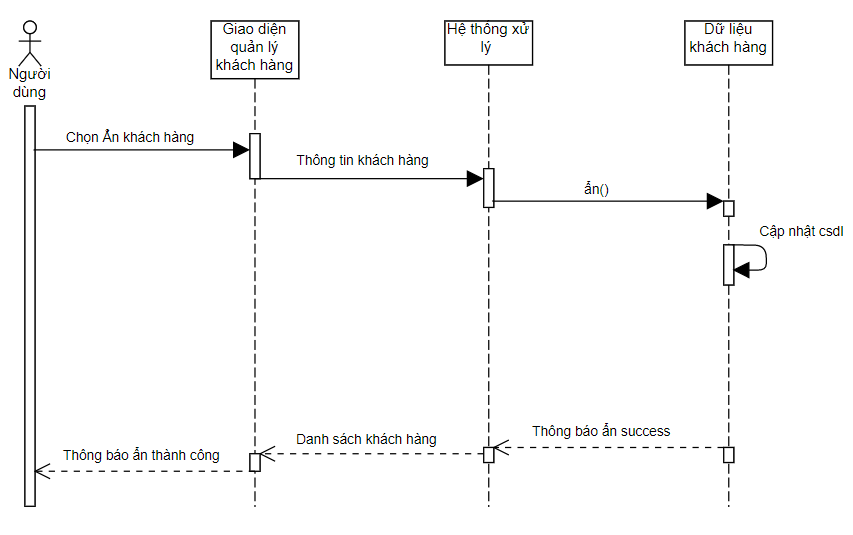 Người
dùng
Giao diện
quản lý
khách hàng
Hệ thông xử
lý
Dữ liệu
khách hàng
Chọn Ẩn khách hàng
Thông tin khách hàng
ẩn()
Cập nhật csdl
Thông báo ẩn success
Danh sách khách hàng
Thông báo ẩn thành công